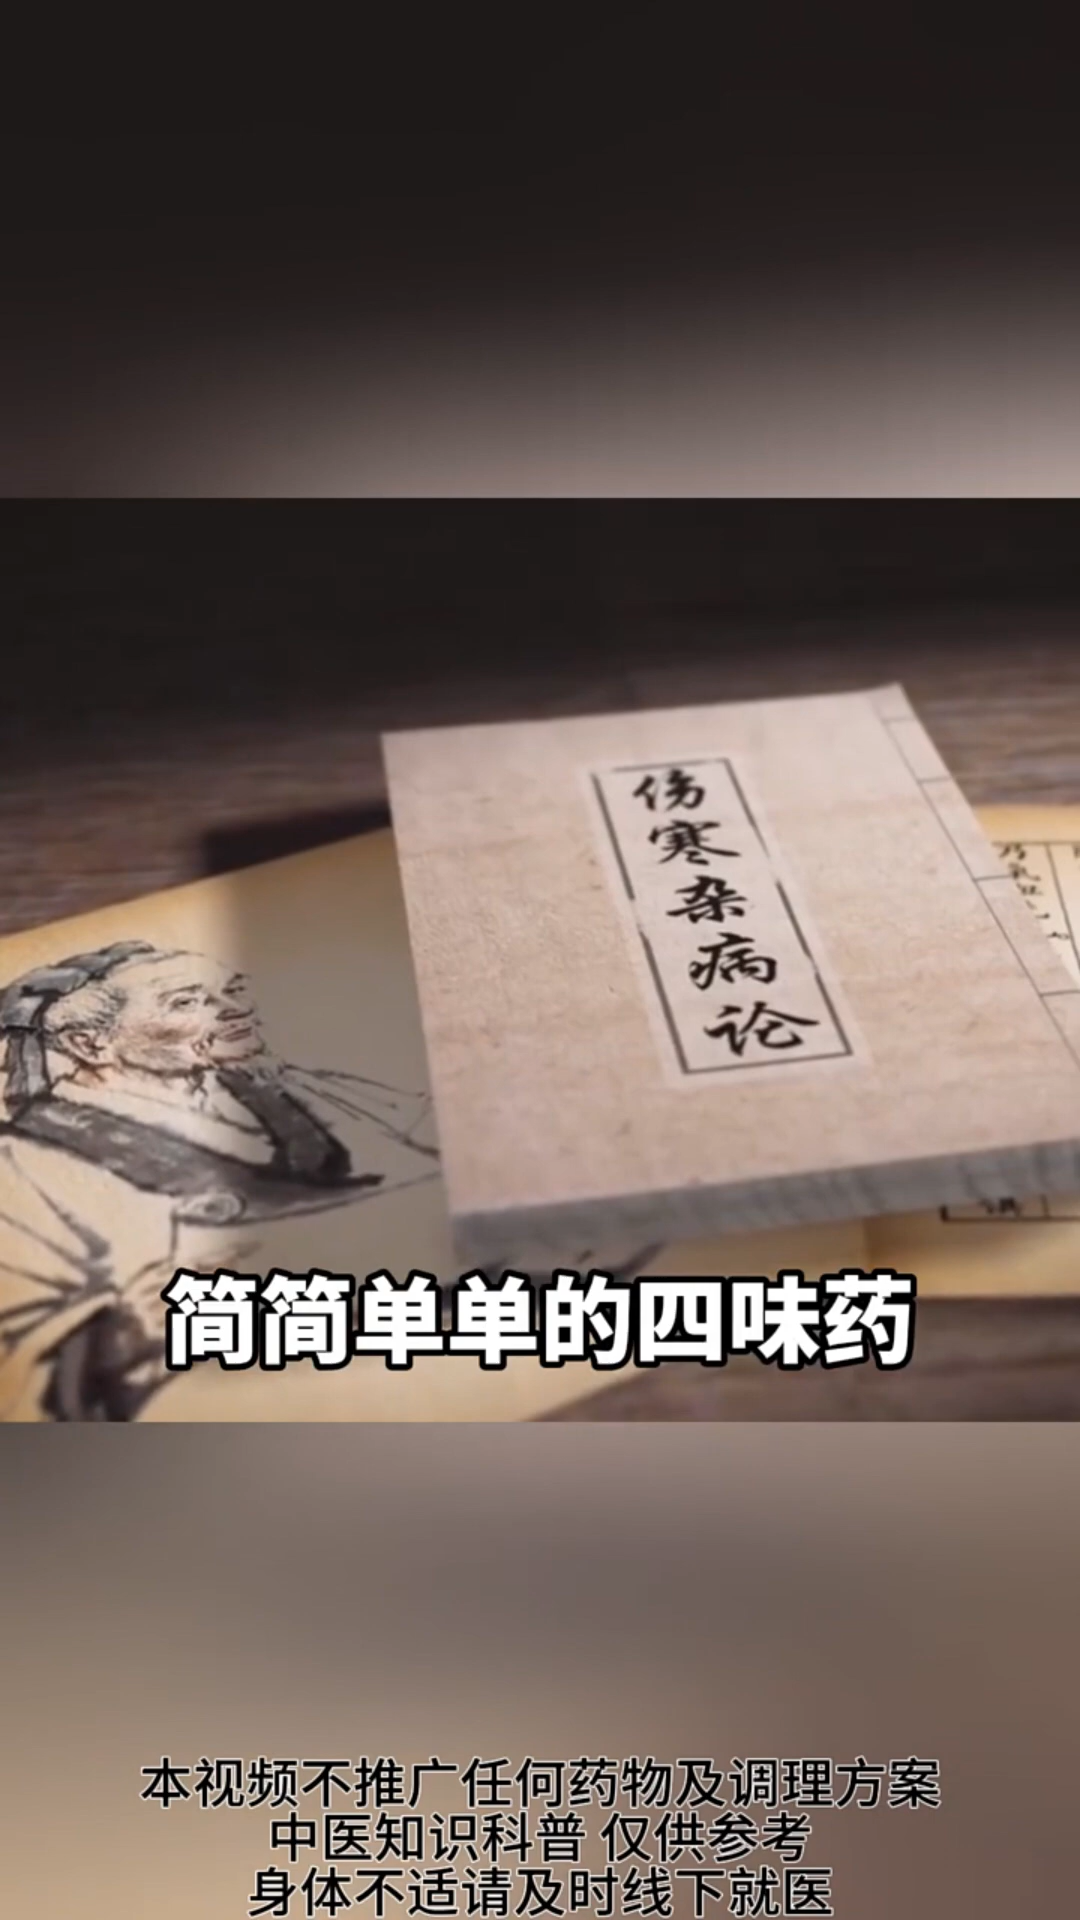 伤寒杂病论
简简单单的四味药
本视频不推广任何药物及调理方案
中医知识科普 仅供参考
身体不适请及时线下就医